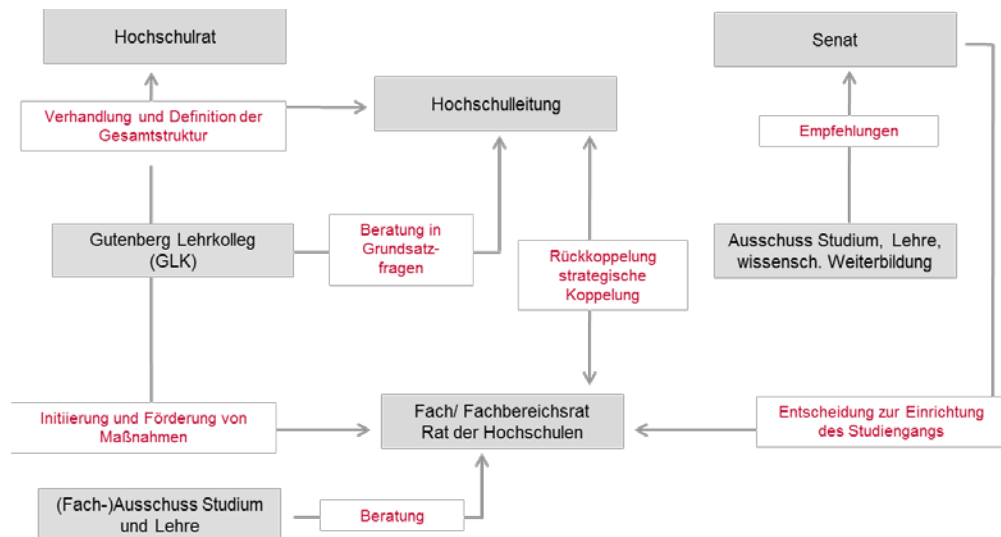 Hochschulrat
Senat
Verhandlung und Definition der
Gesamtstruktur
Hochschulleitung
Empfehlungen
Gutenberg Lehrkolleg
(GLK)
Beratung in
Grundsatz-
fragen
Rückkoppelung
strategische
Koppelung
Ausschuss Studium, Lehre,
wissensch. Weiterbildung
Initiierung und Förderung von
Maßnahmen
Fach/ Fachbereichsrat
Rat der Hochschulen
Entscheidung zur Einrichtung
des Studiengangs
(Fach-)Ausschuss Studium
und Lehre
Beratung